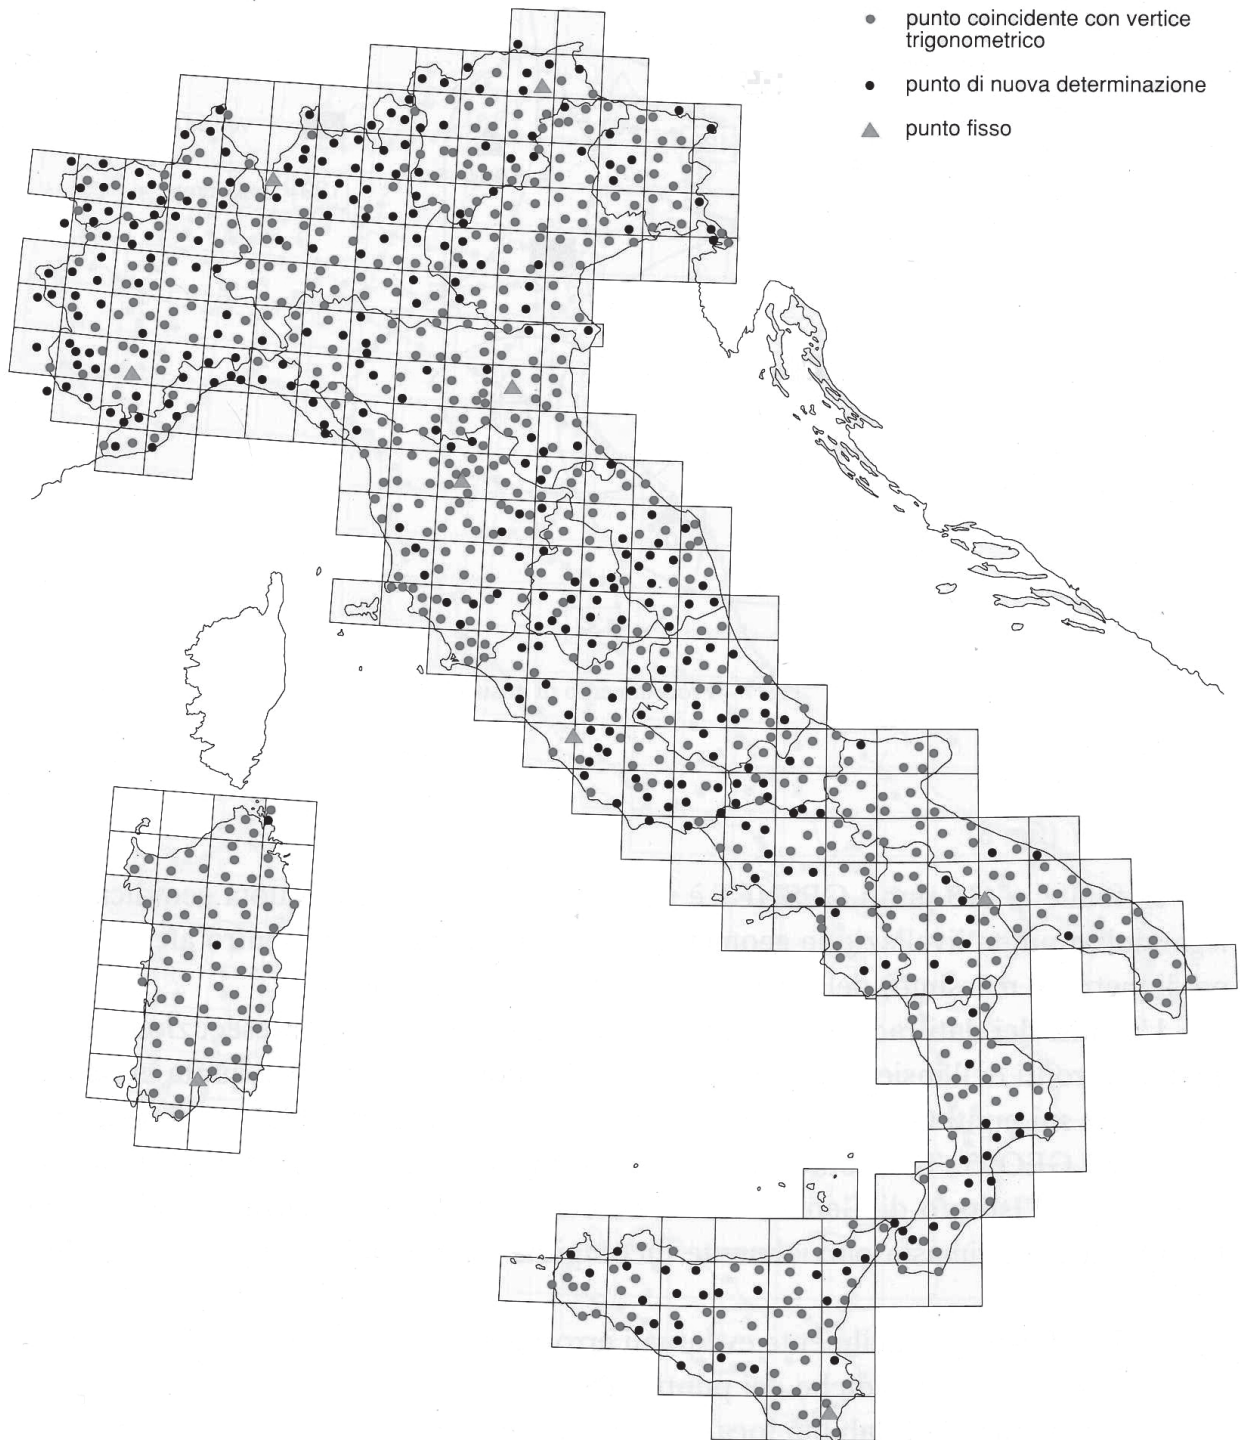 punto coincidente con vertice
trigonometrico
punto di nuova determinazione
punto fisso